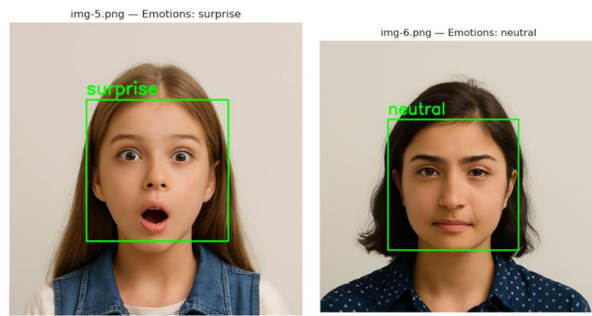 img-5.png — Emotions: surprise
surprise
img-6.png — Emotions: neutral
neutral